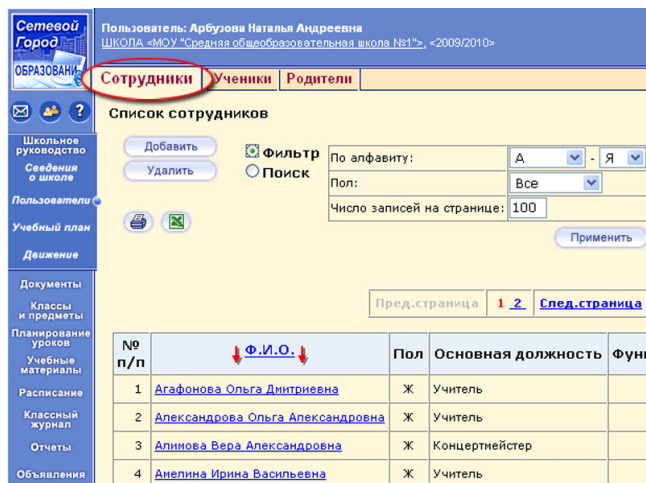 Сетевой
Город
ОБРАЗОВАНИ
Пользователь: Арбузова Наталья Андреевна
ШКОЛА <МОУ "Средняя общеобразовательная школа №1">, <2009/2010>
Сотрудники Ученики Родители
Список сотрудников
Школьное
руководство
Сведения
о школе
Пользователи
Учебный план
Движение
Документы
Классы
и предметы
Планирование
уроков
Учебные
материалы
Расписание
Классный
журнал
Отчеты
Объявления
Добавить
Удалить
Фильтр
Поиск
По алфавиту: А - Я
Пол: Все
Число записей на странице: 100
Применить
Пред.страница 1 2 След.страница
№
п/п Ф.И.О. Пол Основная должность Фун
1 Агафонова Ольга Дмитриевна Ж Учитель
2 Александрова Ольга Александровна Ж Учитель
3 Алимова Вера Александровна Ж Концертмейстер
4 Амелина Ирина Васильевна Ж Учитель